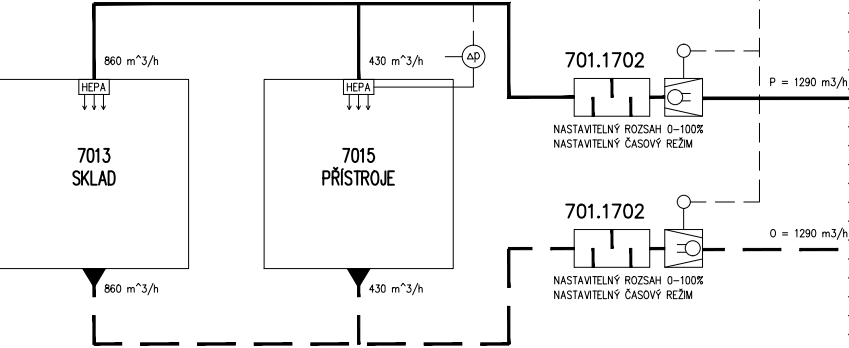 860 m^3/h
430 m^3/h
Δp
HEPA
HEPA
7013
SKLAD
7015
PŘÍSTROJE
701.1702
P = 1290 m3/h
NASTAVITELNÝ ROZSAH 0-100%
NASTAVITELNÝ ČASOVÝ REŽIM
701.1702
O = 1290 m3/h
NASTAVITELNÝ ROZSAH 0-100%
NASTAVITELNÝ ČASOVÝ REŽIM
860 m^3/h
430 m^3/h